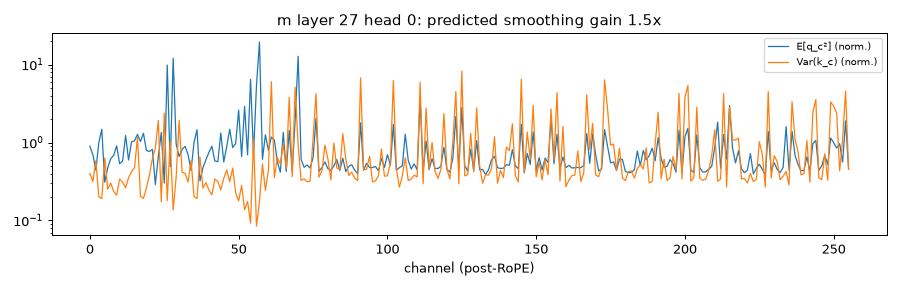 m layer 27 head 0: predicted smoothing gain 1.5x
E[q_c²] (norm.)
Var(k_c) (norm.)
10¹
10⁰
10⁻¹
0 50 100 150 200 250
channel (post-RoPE)